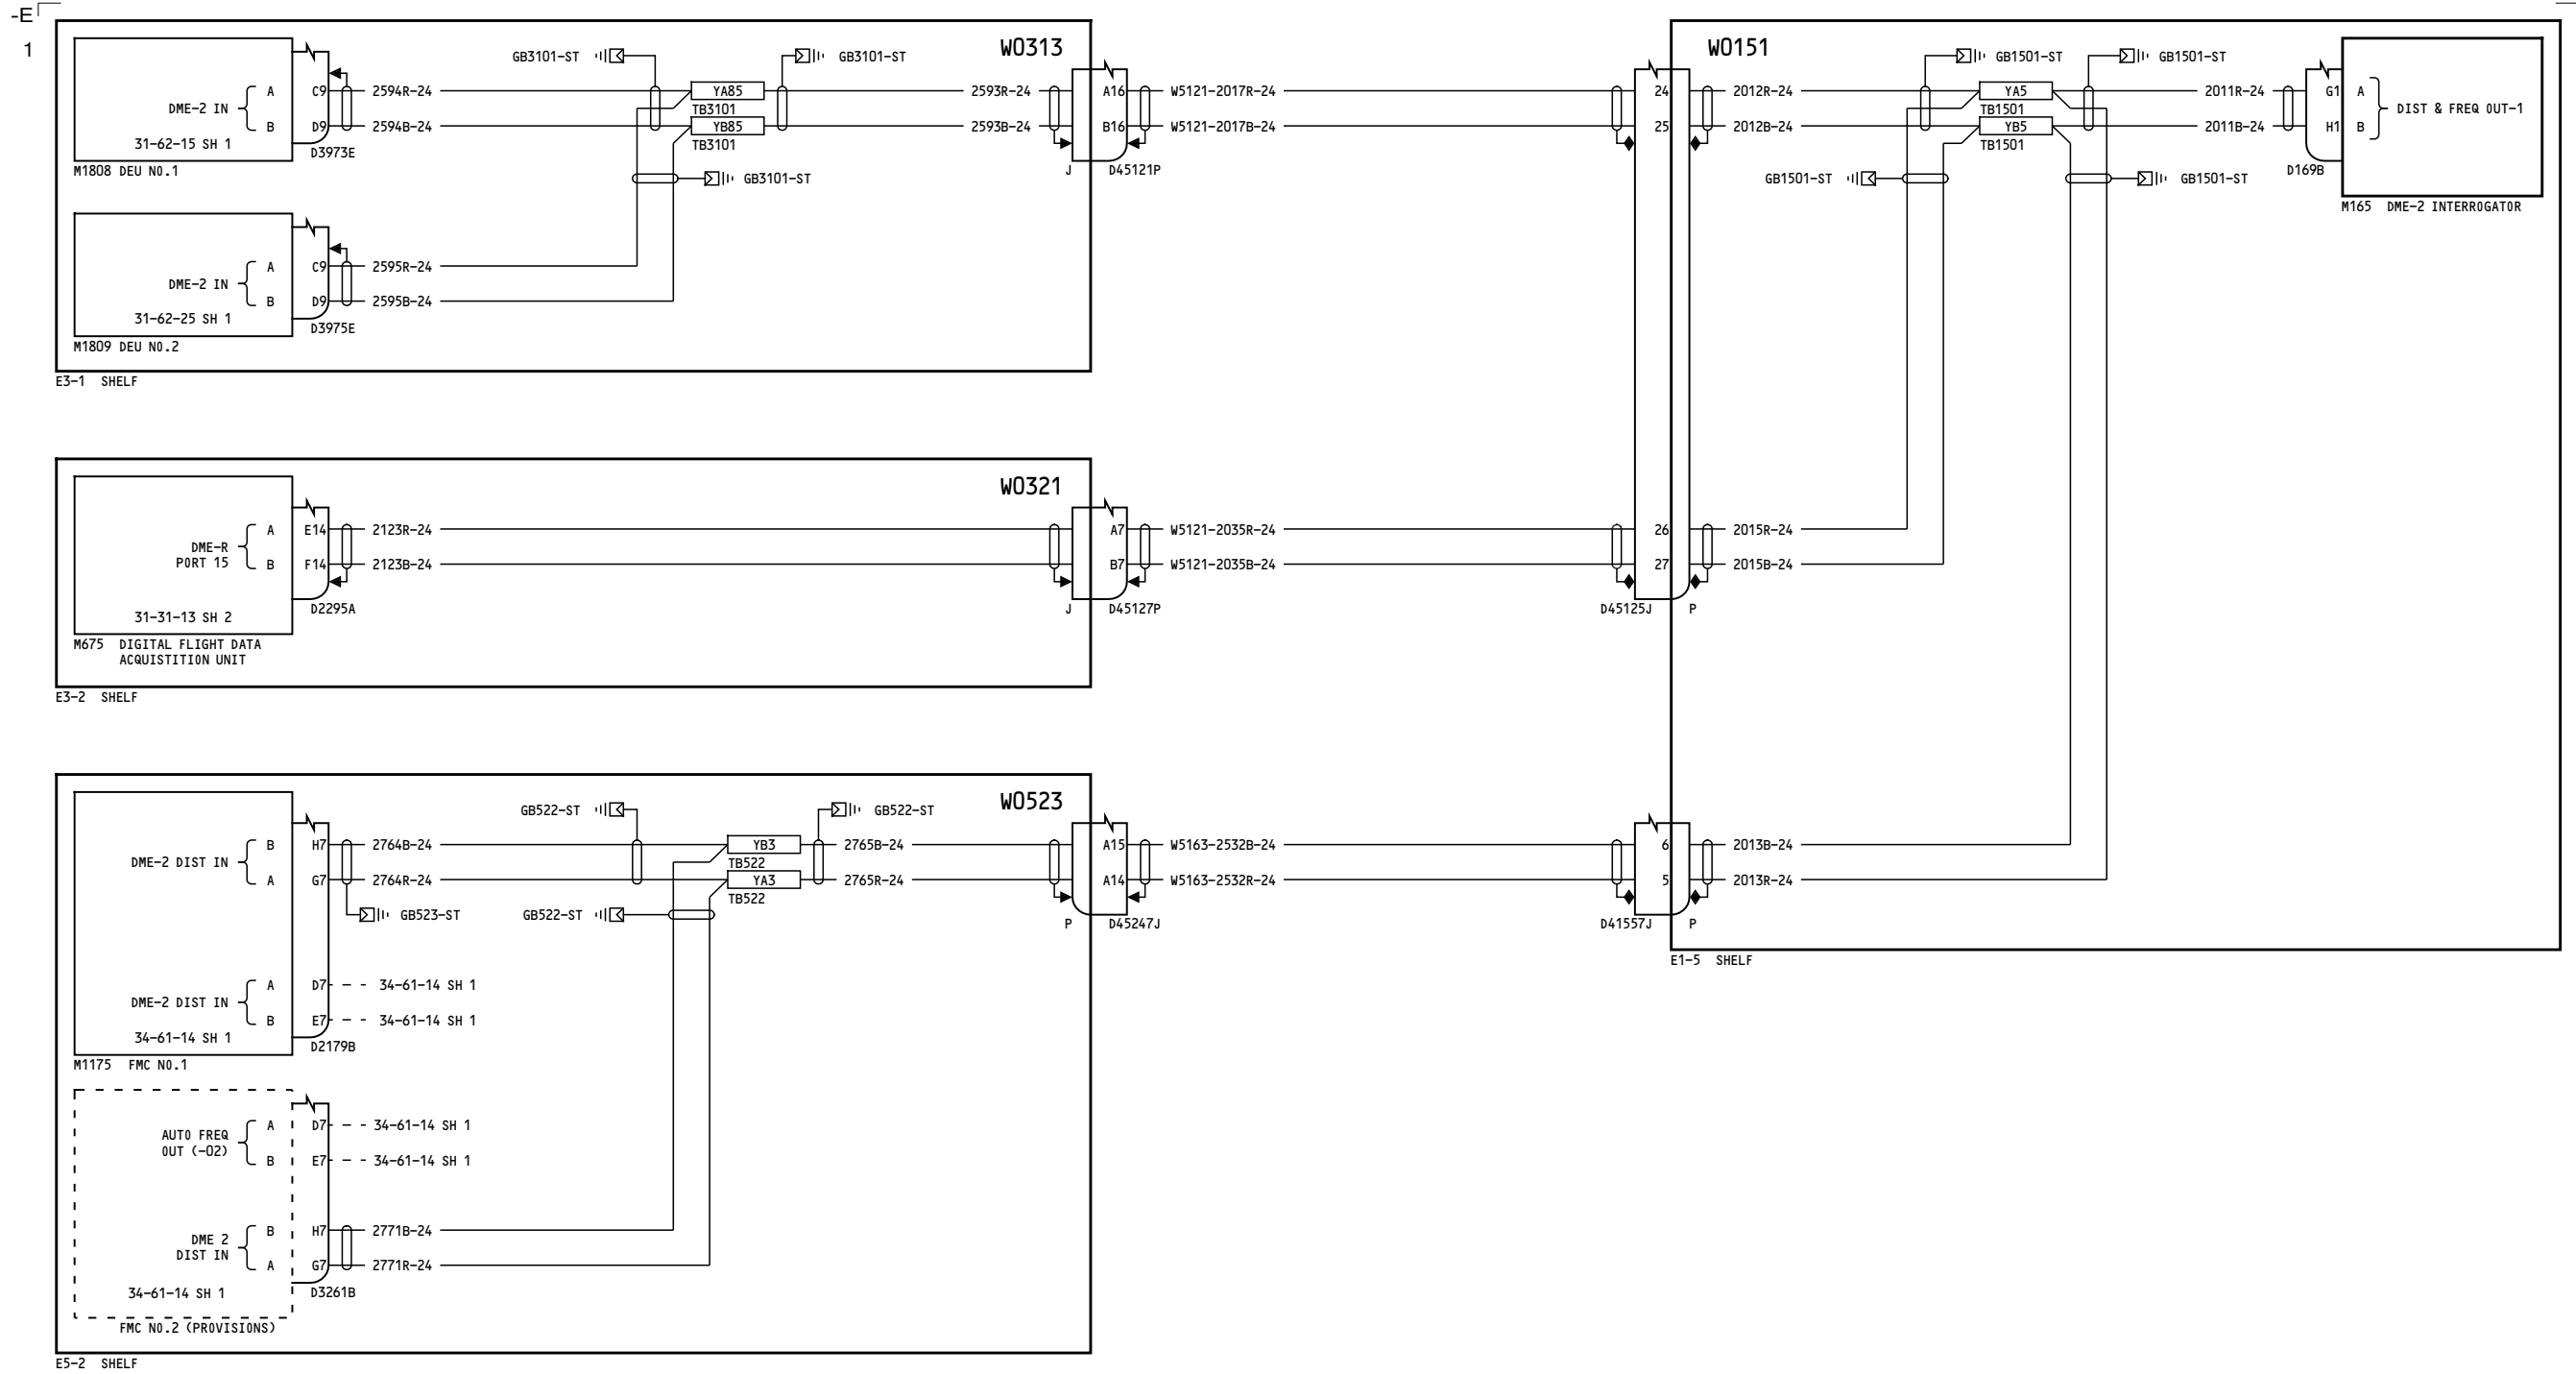 -E
1
W0313
W0151
GB3101-ST
GB3101-ST
GB1501-ST
GB1501-ST
DME-2 IN
A
B
C9
D9
2594R-24
2594B-24
YA85
TB3101
YB85
TB3101
2593R-24
2593B-24
A16
B16
W5121-2017R-24
W5121-2017B-24
24
25
2012R-24
2012B-24
YA5
TB1501
YB5
TB1501
2011R-24
2011B-24
G1
H1
A
B
DIST & FREQ OUT-1
31-62-15 SH 1
D3973E
M1808 DEU NO.1
J
D45121P
D169B
GB3101-ST
GB1501-ST
GB1501-ST
M165 DME-2 INTERROGATOR
DME-2 IN
A
B
C9
D9
2595R-24
2595B-24
31-62-25 SH 1
D3975E
M1809 DEU NO.2
E3-1 SHELF
W0321
DME-R
PORT 15
A
B
E14
F14
2123R-24
2123B-24
A7
B7
W5121-2035R-24
W5121-2035B-24
26
27
2015R-24
2015B-24
31-31-13 SH 2
D2295A
J
D45127P
D45125J
P
M675 DIGITAL FLIGHT DATA
ACQUISTITION UNIT
E3-2 SHELF
W0523
GB522-ST
GB522-ST
DME-2 DIST IN
B
A
H7
G7
2764B-24
2764R-24
YB3
TB522
YA3
TB522
2765B-24
2765R-24
A15
A14
W5163-2532B-24
W5163-2532R-24
6
5
2013B-24
2013R-24
GB523-ST
GB522-ST
P
D45247J
D41557J
P
E1-5 SHELF
DME-2 DIST IN
A
B
D7
E7
34-61-14 SH 1
34-61-14 SH 1
34-61-14 SH 1
D2179B
M1175 FMC NO.1
AUTO FREQ
OUT (-02)
A
B
D7
E7
34-61-14 SH 1
34-61-14 SH 1
DME 2
DIST IN
B
A
H7
G7
2771B-24
2771R-24
34-61-14 SH 1
D3261B
FMC NO.2 (PROVISIONS)
E5-2 SHELF